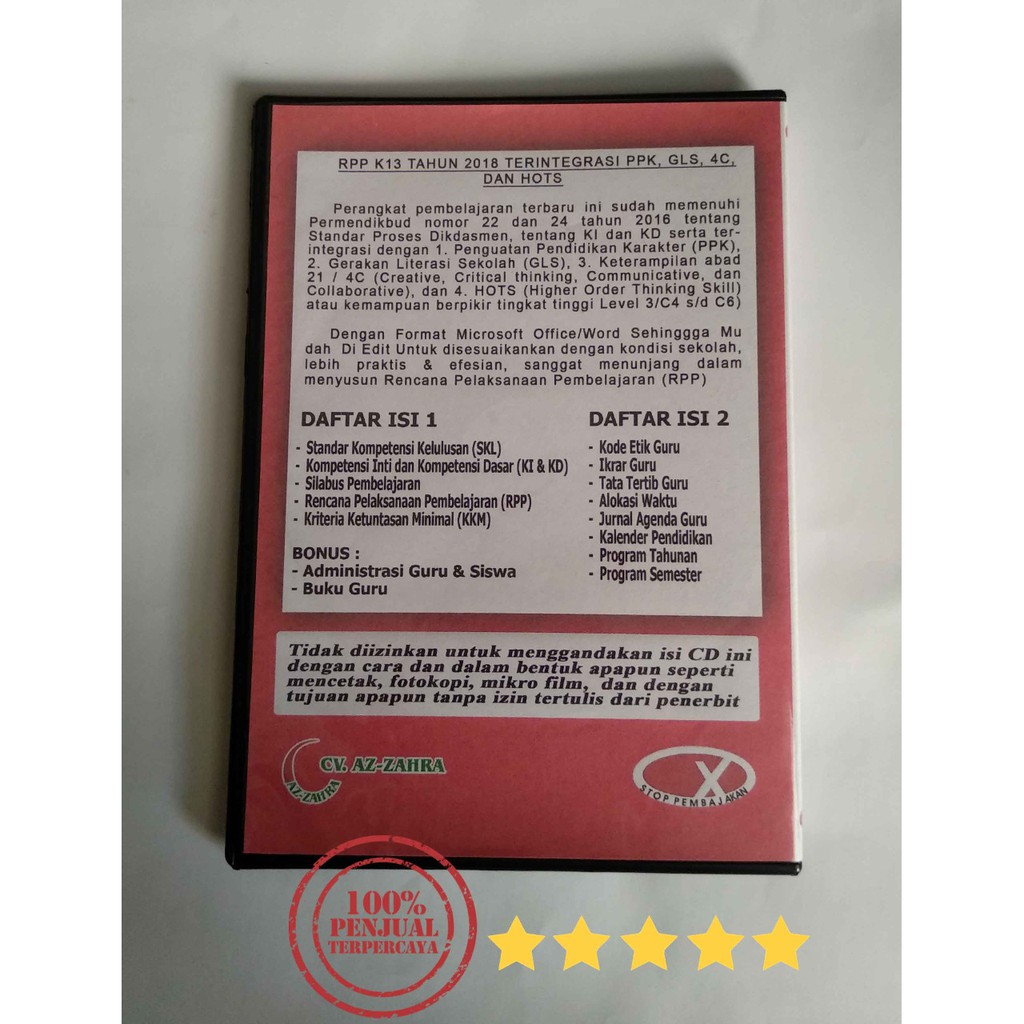 RPP K13 TAHUN 2018 TERINTEGRASI PPK, GLS, 4C,
DAN HOTS
Perangkat pembelajaran terbaru ini sudah memenuhi
Permendikbud nomor 22 dan 24 tahun 2016 tentang
Standar Proses Dikdasmen, tentang KI dan KD serta ter-
integrasi dengan 1. Penguatan Pendidikan Karakter (PPK),
2. Gerakan Literasi Sekolah (GLS), 3. Keterampilan abad
21 / 4C (Creative, Critical thinking, Communicative, dan
Collaborative), dan 4. HOTS (Higher Order Thinking Skill)
atau kemampuan berpikir tingkat tinggi Level 3/C4 s/d C6)
Dengan Format Microsoft Office/Word Sehinggga Mu
dah Di Edit Untuk disesuaikankan dengan kondisi sekolah,
lebih praktis & efesian, sanggat menunjang dalam
menyusun Rencana Pelaksanaan Pembelajaran (RPP)
DAFTAR ISI 1
- Standar Kompetensi Kelulusan (SKL)
- Kompetensi Inti dan Kompetensi Dasar (KI & KD)
- Silabus Pembelajaran
- Rencana Pelaksanaan Pembelajaran (RPP)
- Kriteria Ketuntasan Minimal (KKM)
BONUS :
- Administrasi Guru & Siswa
- Buku Guru
DAFTAR ISI 2
- Kode Etik Guru
- Ikrar Guru
- Tata Tertib Guru
- Alokasi Waktu
- Jurnal Agenda Guru
- Kalender Pendidikan
- Program Tahunan
- Program Semester
Tidak diizinkan untuk menggandakan isi CD ini
dengan cara dan dalam bentuk apapun seperti
mencetak, fotokopi, mikro film, dan dengan
tujuan apapun tanpa izin tertulis dari penerbit
CV. AZ-ZAHRA
AZ-ZAHRA
X
STOP PEMBAJAKAN
100%
PENJUAL
TERPERCAYA